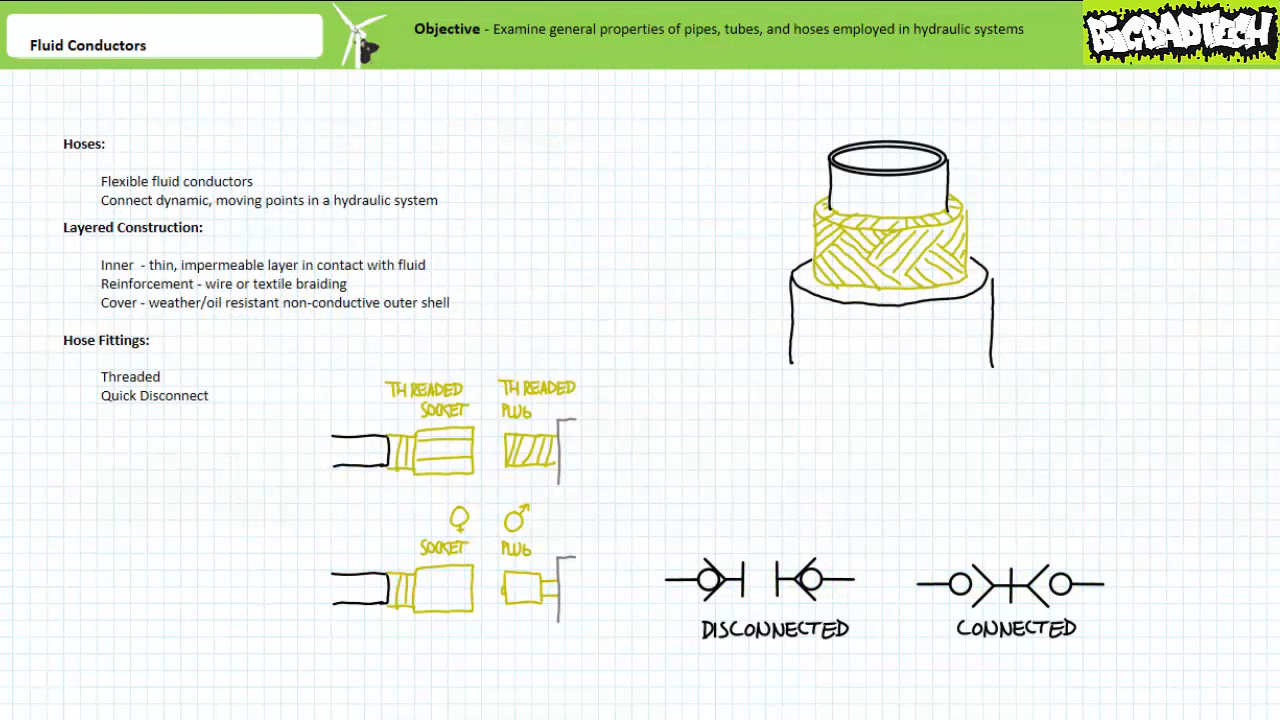 Fluid Conductors
Objective - Examine general properties of pipes, tubes, and hoses employed in hydraulic systems
BIGBADTECH
Hoses:
Flexible fluid conductors
Connect dynamic, moving points in a hydraulic system
Layered Construction:
Inner - thin, impermeable layer in contact with fluid
Reinforcement - wire or textile braiding
Cover - weather/oil resistant non-conductive outer shell
Hose Fittings:
Threaded
Quick Disconnect
THREADED
SOCKET
THREADED
PLUG
♀
SOCKET
♂
PLUG
DISCONNECTED
CONNECTED